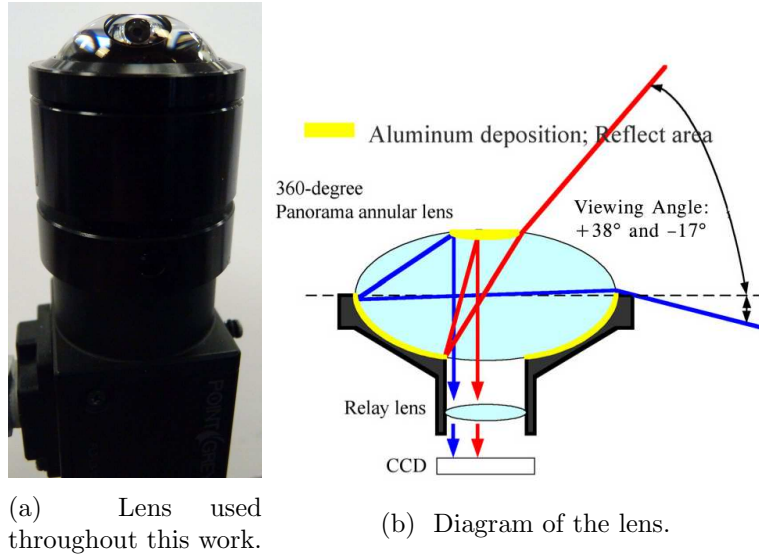 Aluminum deposition; Reflect area
360-degree
Panorama annular lens
Viewing Angle:
+38° and −17°
Relay lens
CCD
(a) Lens used
throughout this work.
(b) Diagram of the lens.